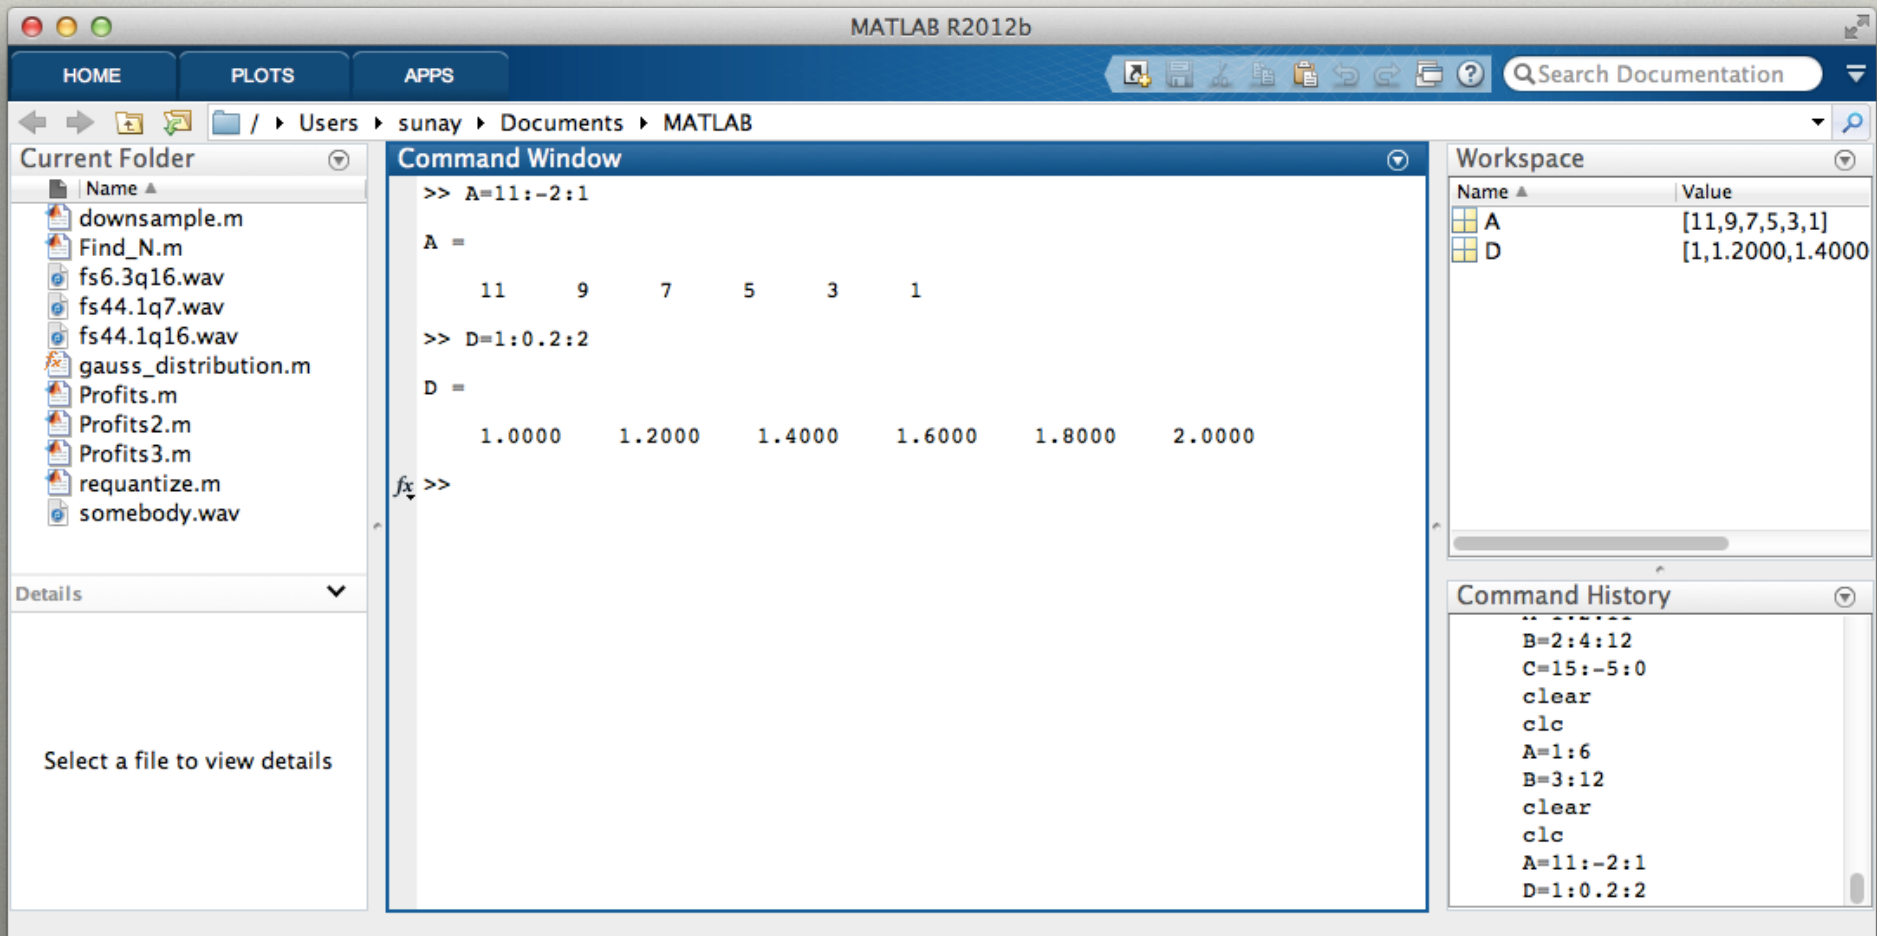 MATLAB R2012b
HOME PLOTS APPS
Search Documentation
/ Users sunay Documents MATLAB
Current Folder
Name
downsample.m
Find_N.m
fs6.3q16.wav
fs44.1q7.wav
fs44.1q16.wav
gauss_distribution.m
Profits.m
Profits2.m
Profits3.m
requantize.m
somebody.wav
Details
Select a file to view details
Command Window
>> A=11:-2:1
A =
11 9 7 5 3 1
>> D=1:0.2:2
D =
1.0000 1.2000 1.4000 1.6000 1.8000 2.0000
fx >>
Workspace
Name Value
A [11,9,7,5,3,1]
D [1,1.2000,1.4000
Command History
B=2:4:12
C=15:-5:0
clear
clc
A=1:6
B=3:12
clear
clc
A=11:-2:1
D=1:0.2:2